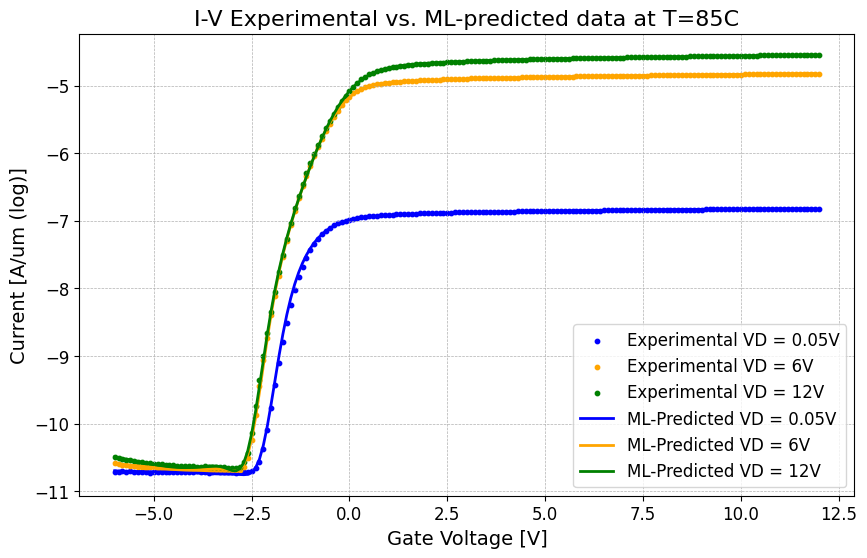 I-V Experimental vs. ML-predicted data at T=85C
Current [A/um (log)]
−5
−6
−7
−8
−9
−10
−11
Experimental VD = 0.05V
Experimental VD = 6V
Experimental VD = 12V
ML-Predicted VD = 0.05V
ML-Predicted VD = 6V
ML-Predicted VD = 12V
−5.0 −2.5 0.0 2.5 5.0 7.5 10.0 12.5
Gate Voltage [V]